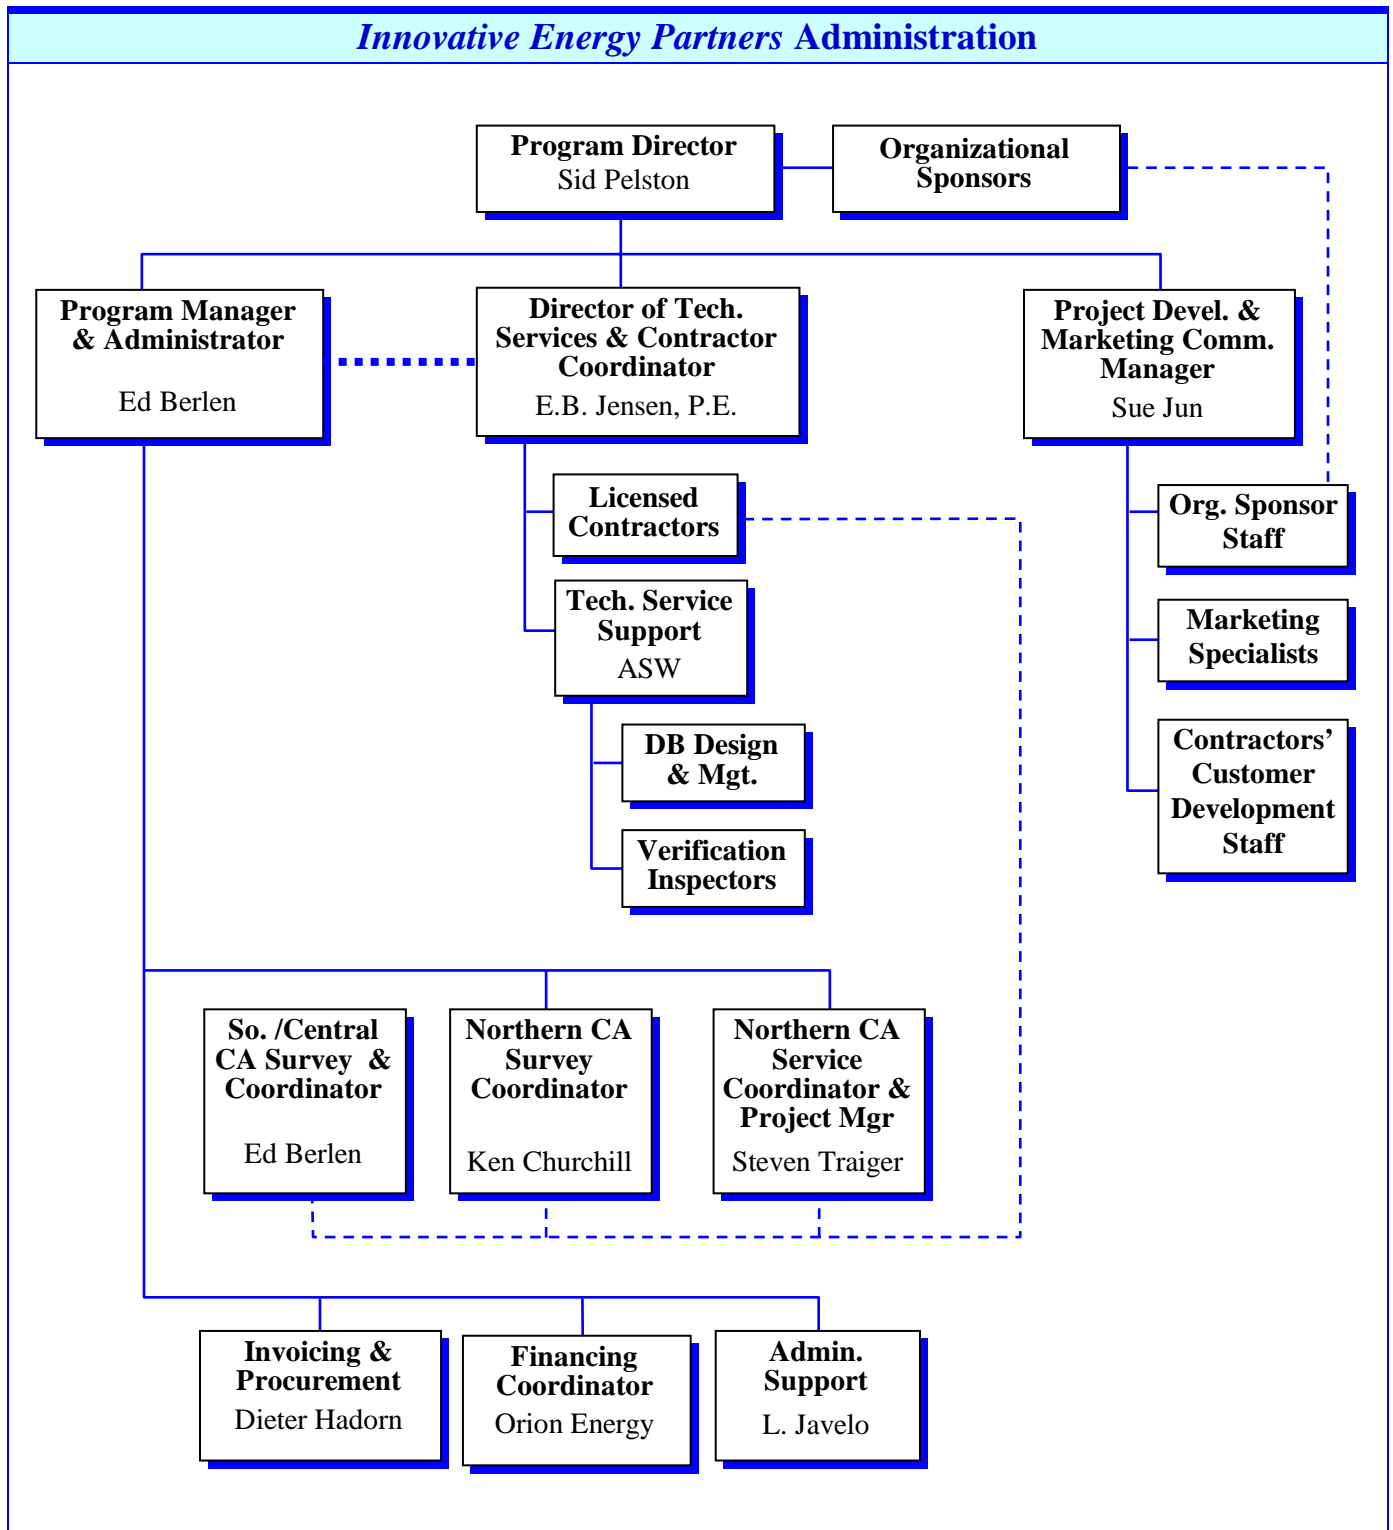 Innovative Energy Partners Administration
Program Director
Sid Pelston
Organizational
Sponsors
Program Manager
& Administrator
Ed Berlen
Director of Tech.
Services & Contractor
Coordinator
E.B. Jensen, P.E.
Project Devel. &
Marketing Comm.
Manager
Sue Jun
Licensed
Contractors
Tech. Service
Support
ASW
DB Design
& Mgt.
Verification
Inspectors
Org. Sponsor
Staff
Marketing
Specialists
Contractors’
Customer
Development
Staff
So. /Central
CA Survey &
Coordinator
Ed Berlen
Northern CA
Survey
Coordinator
Ken Churchill
Northern CA
Service
Coordinator &
Project Mgr
Steven Traiger
Invoicing &
Procurement
Dieter Hadorn
Financing
Coordinator
Orion Energy
Admin.
Support
L. Javelo